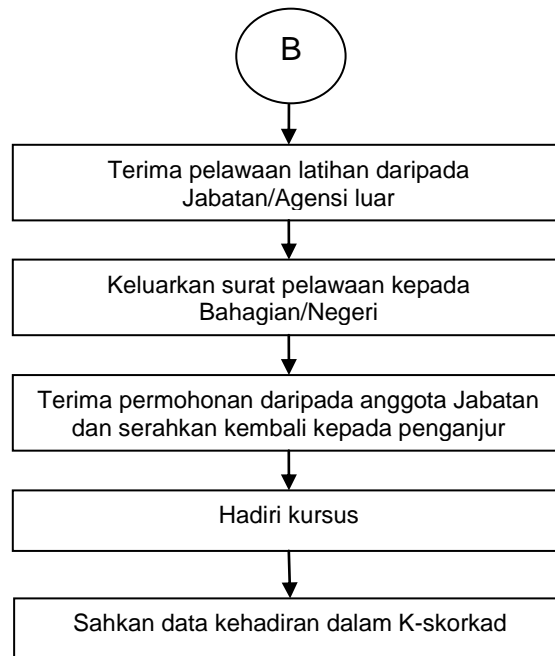 B
Terima pelawaan latihan daripada
Jabatan/Agensi luar
Keluarkan surat pelawaan kepada
Bahagian/Negeri
Terima permohonan daripada anggota Jabatan
dan serahkan kembali kepada penganjur
Hadiri kursus
Sahkan data kehadiran dalam K-skorkad